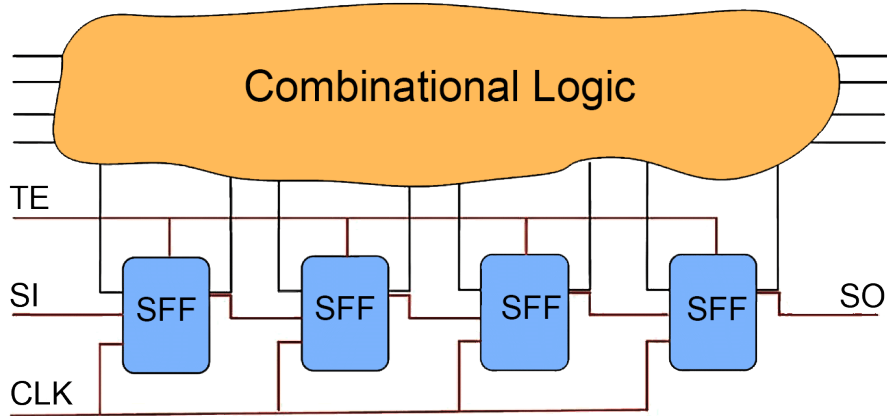 Combinational Logic
TE
SI
SFF
SFF
SFF
SFF
SO
CLK